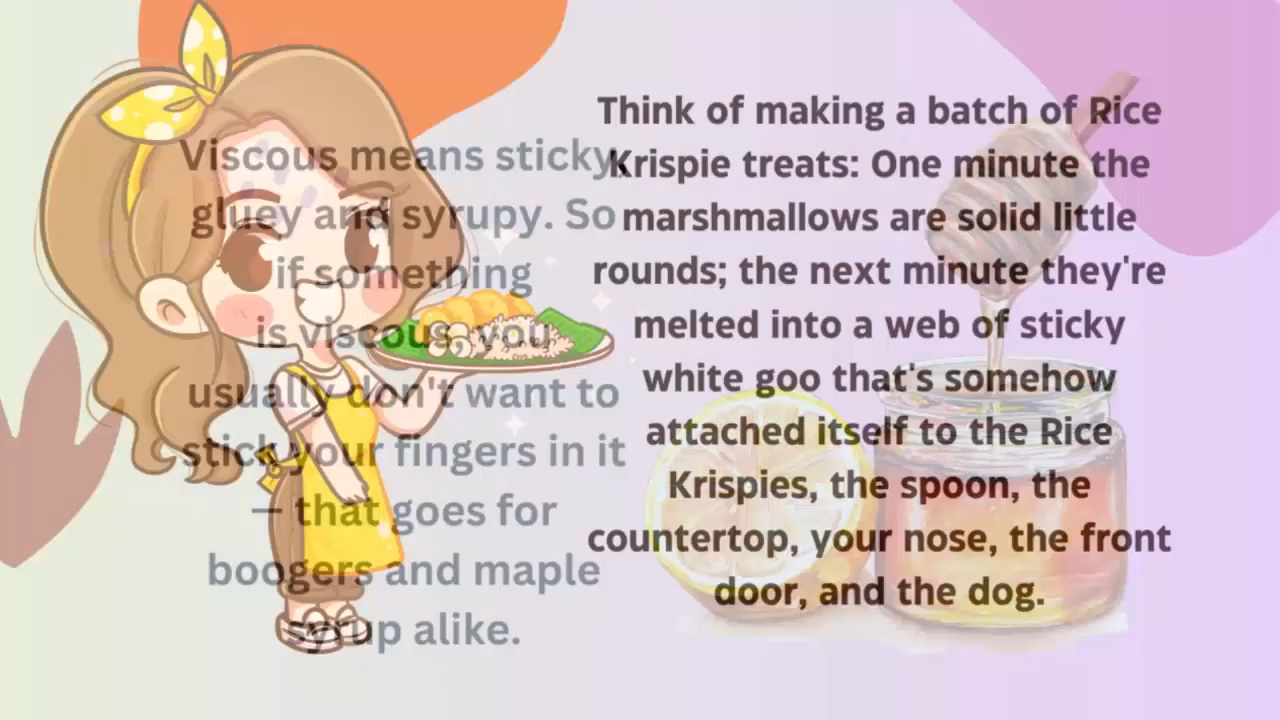 Viscous means sticky,
gluey and syrupy. So
if something
is viscous, you
usually don't want to
stick your fingers in it
— that goes for
boogers and maple
syrup alike.
Think of making a batch of Rice
Krispie treats: One minute the
marshmallows are solid little
rounds; the next minute they're
melted into a web of sticky
white goo that's somehow
attached itself to the Rice
Krispies, the spoon, the
countertop, your nose, the front
door, and the dog.